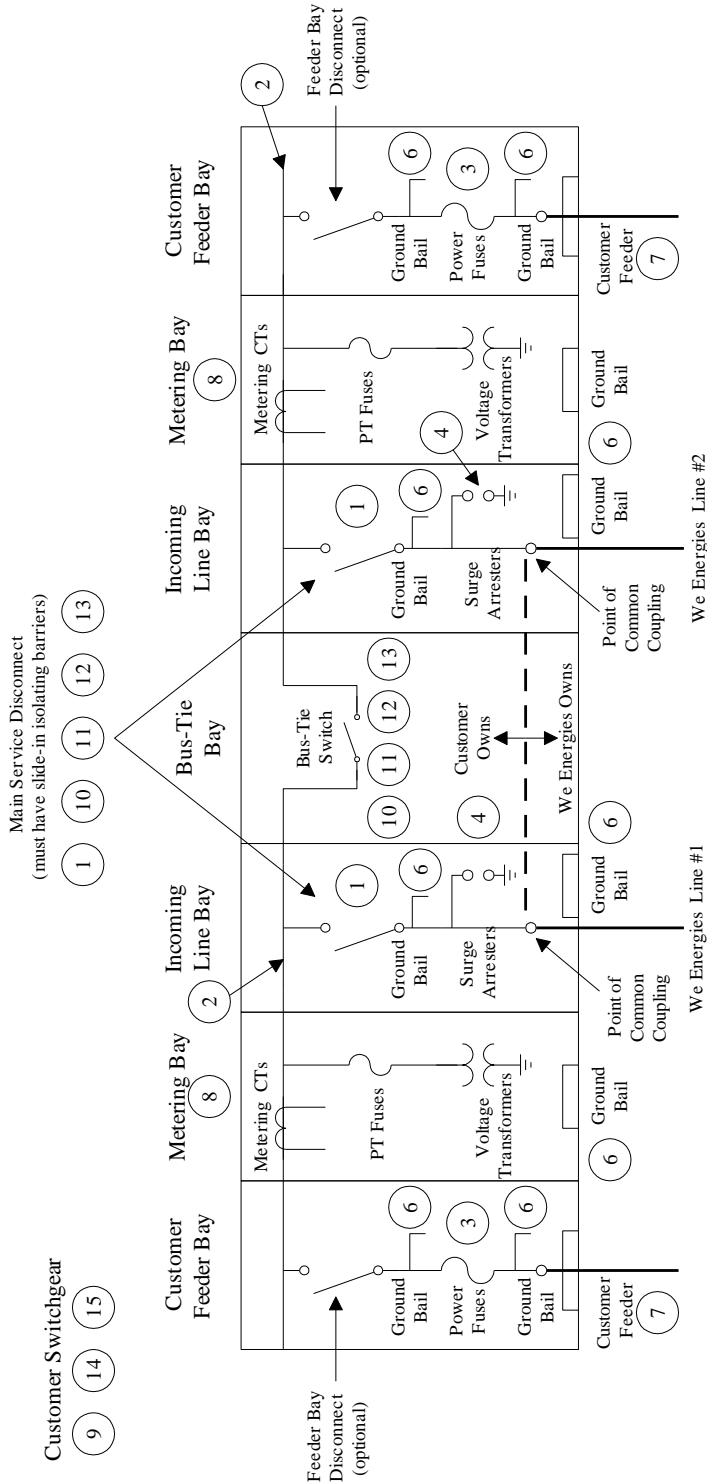 Customer Switchgear
9 14 15
Main Service Disconnect
(must have slide-in isolating barriers)
1 10 11 12 13
Customer
Feeder Bay
Metering Bay
8
Incoming
Line Bay
2
Bus-Tie
Bay
Incoming
Line Bay
Metering Bay
8
Customer
Feeder Bay
2
Feeder Bay
Disconnect
(optional)
Ground
Bail
6
Power
Fuses
3
Ground
Bail
6
Customer
Feeder
7
Metering CTs
PT Fuses
Voltage
Transformers
Ground
Bail
6
1
Ground
Bail
6
Surge
Arresters
4
Point of
Common
Coupling
We Energies Line #1
Ground
Bail
6
Bus-Tie
Switch
10 11 12 13
Customer
Owns
We Energies Owns
1
Ground
Bail
6
Surge
Arresters
4
Point of
Common
Coupling
We Energies Line #2
Ground
Bail
6
Metering CTs
PT Fuses
Voltage
Transformers
Ground
Bail
Feeder Bay
Disconnect
(optional)
Ground
Bail
6
Power
Fuses
3
Ground
Bail
6
Customer
Feeder
7